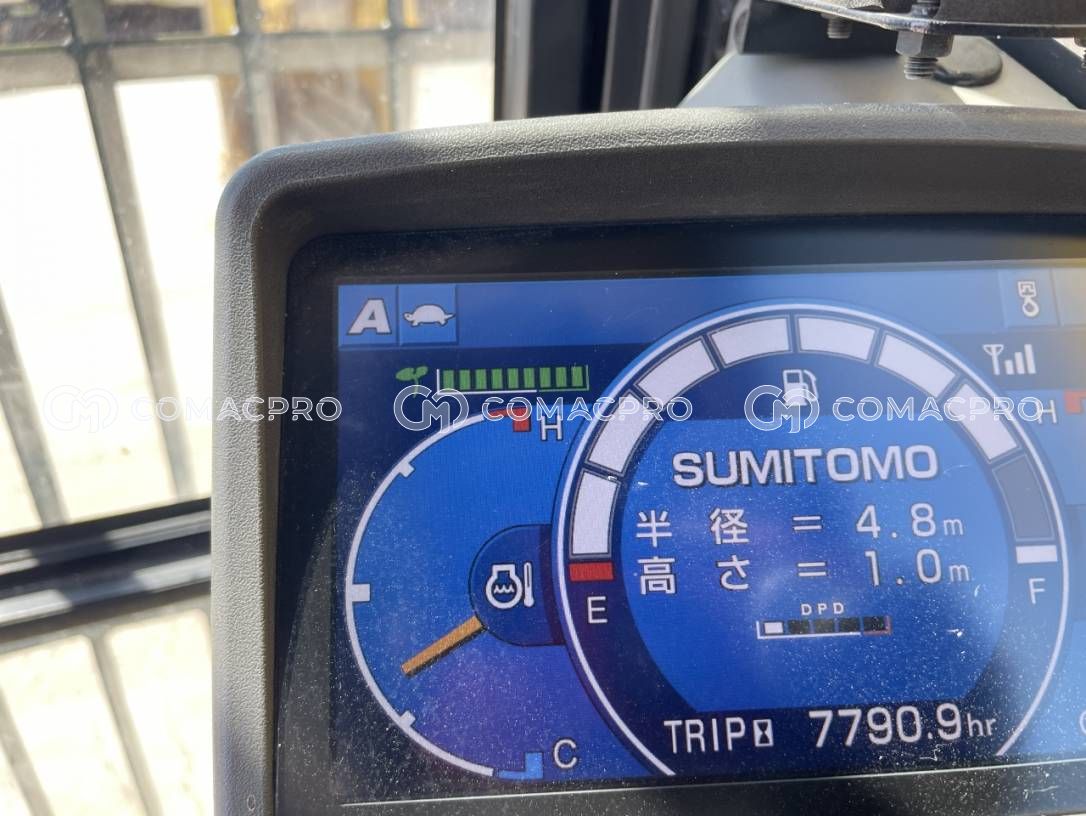 A
H
COMACPRO COMACPRO COMACPRO
H
SUMITOMO
半 径 = 4.8m
高 さ = 1.0m
E
F
DPD
C
TRIP 7790.9hr